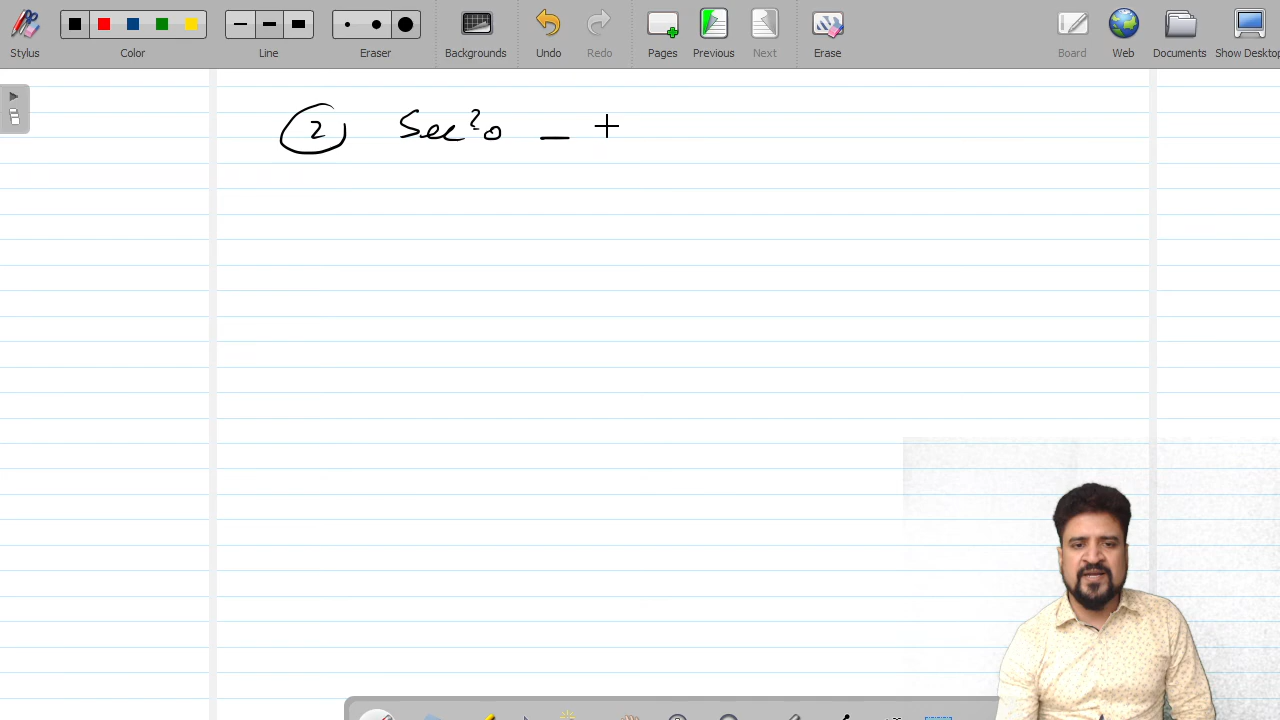 Stylus
Color
Line
Eraser
Backgrounds
Undo
Redo
Pages
Previous
Next
Erase
Board
Web
Documents
Show Desktop
② Sec²θ - t